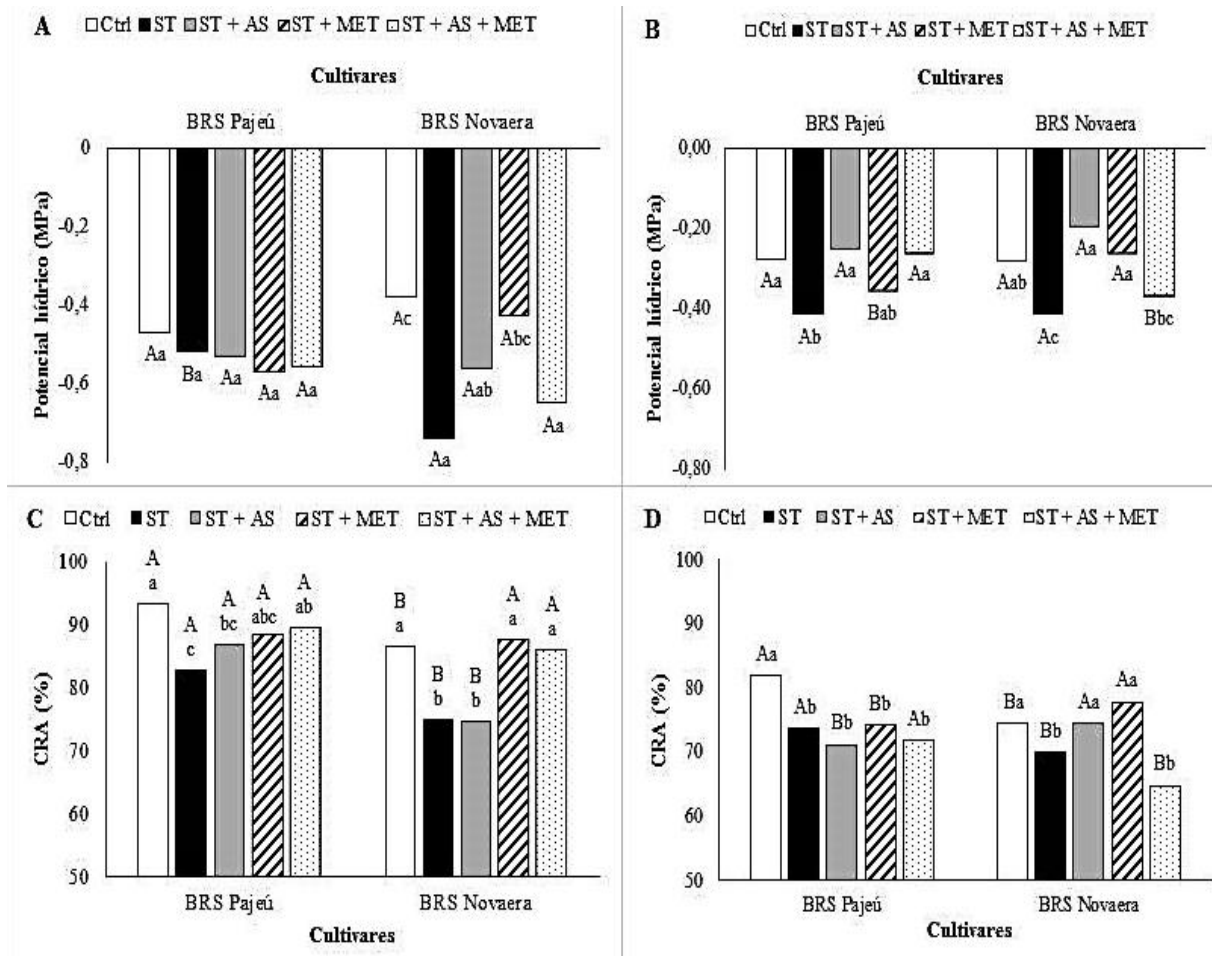 A □Ctrl ■ST ■ST + AS ▨ST + MET ▨ST + AS + MET
Cultivares
BRS Pajeú BRS Novaera
Potencial hídrico (MPa)
0
-0,2
-0,4
-0,6
-0,8
Aa Ba Aa Aa Aa Ac Aa Aab Abc Aa
B □Ctrl ■ST ■ST + AS ▨ST + MET ▨ST + AS + MET
Cultivares
BRS Pajeú BRS Novaera
Potencial hídrico (MPa)
0,00
-0,20
-0,40
-0,60
-0,80
Aa Ab Aa Bab Aa Aab Ac Aa Aa Bbc
C □Ctrl ■ST ■ST + AS ▨ST + MET ▨ST + AS + MET
CRA (%)
100
90
80
70
60
50
A A A A A B B B A A
a c bc abc ab a b b a a
BRS Pajeú BRS Novaera
Cultivares
D □Ctrl ■ST ■ST + AS ▨ST + MET ▨ST + AS + MET
CRA (%)
100
90
80
70
60
50
Aa Ab Bb Bb Ab Ba Bb Aa Aa Bb
BRS Pajeú BRS Novaera
Cultivares